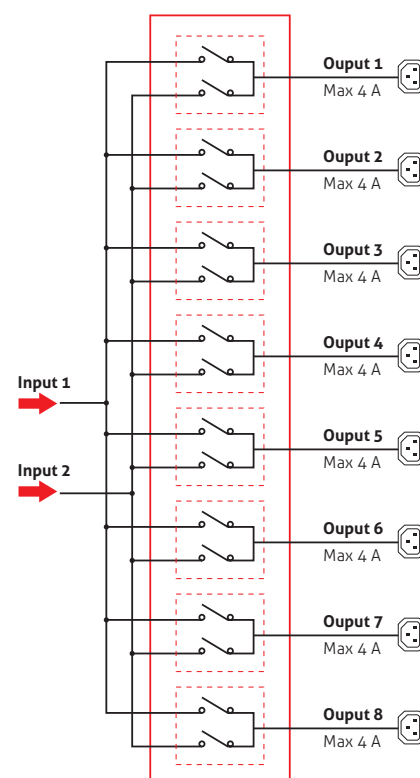 Ouput 1
Max 4 A
Ouput 2
Max 4 A
Ouput 3
Max 4 A
Ouput 4
Max 4 A
Input 1
Ouput 5
Max 4 A
Input 2
Ouput 6
Max 4 A
Ouput 7
Max 4 A
Ouput 8
Max 4 A